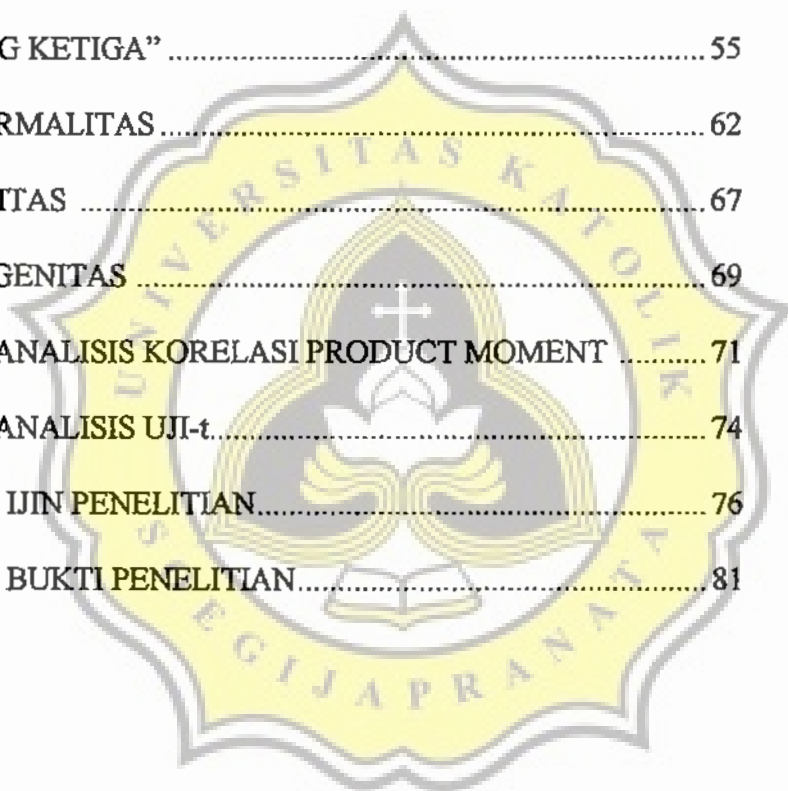 G KETIGA” ........................................ 55
RMALITAS ........................................ 62
ITAS ........................................ 67
GENITAS ........................................ 69
ANALISIS KORELASI PRODUCT MOMENT ........... 71
ANALISIS UJI-t ........................................ 74
IJIN PENELITIAN ........................................ 76
BUKTI PENELITIAN ........................................ 81
UNIVERSITAS KATOLIK
SOEGIJAPRANATA